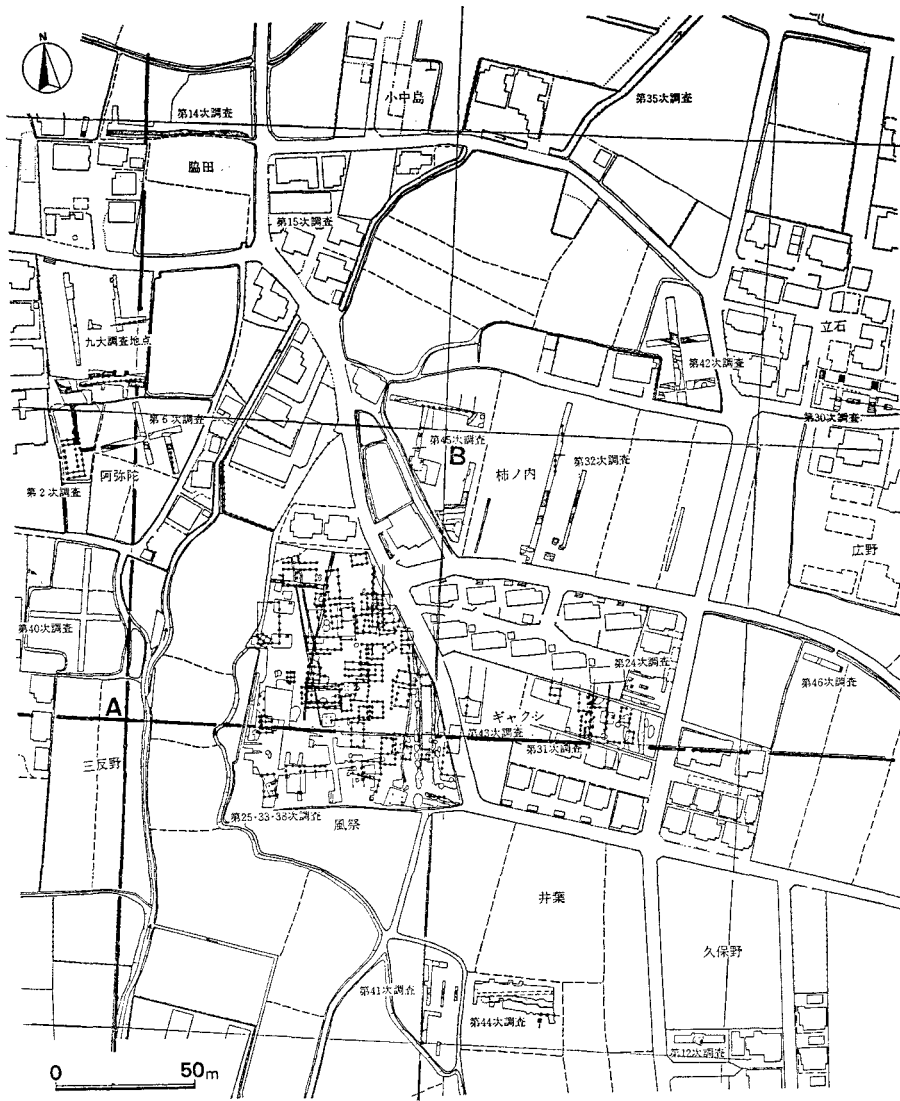 N
小中島
第14次調査
第35次調査
脇田
第15次調査
九大調査地点
立石
第42次調査
第30次調査
第6次調査
第45次調査
B
柿ノ内
第32次調査
阿弥陀
第2次調査
広野
第40次調査
第24次調査
第46次調査
A
ギャクシ
第43次調査
第31次調査
三反野
第25・33・38次調査
風祭
井葉
久保野
第41次調査
第44次調査
第12次調査
0
50m